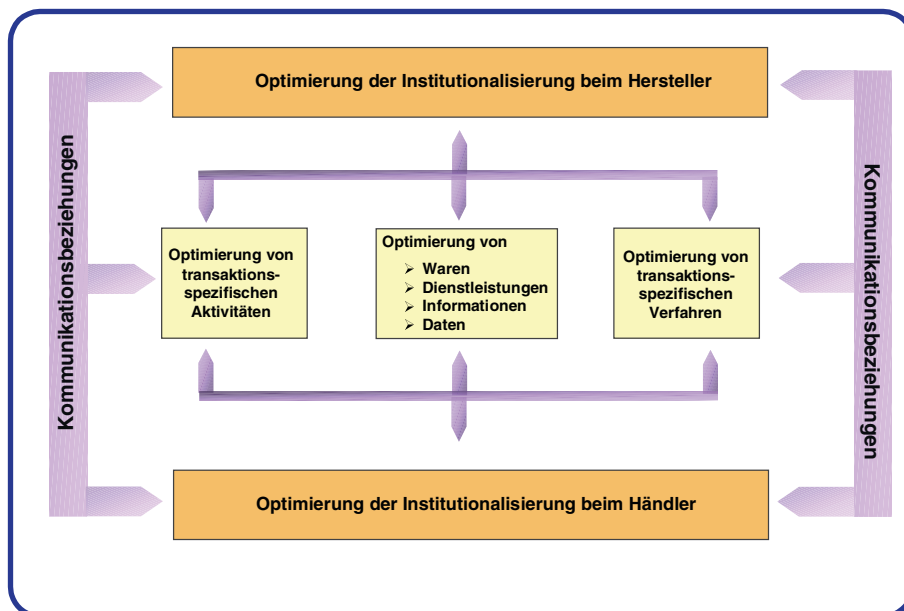 Optimierung der Institutionalisierung beim Hersteller
Kommunikationsbeziehungen
Optimierung von
transaktions-
spezifischen
Aktivitäten
Optimierung von
➢ Waren
➢ Dienstleistungen
➢ Informationen
➢ Daten
Optimierung von
transaktions-
spezifischen
Verfahren
Kommunikationsbeziehungen
Optimierung der Institutionalisierung beim Händler